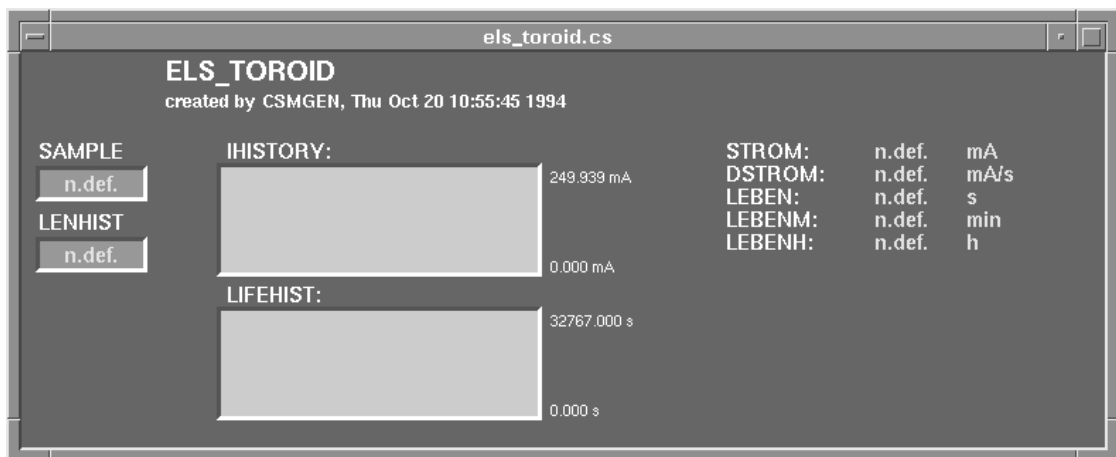 els_toroid.cs
ELS_TOROID
created by CSMGEN, Thu Oct 20 10:55:45 1994
SAMPLE
n.def.
LENHIST
n.def.
IHISTORY:
249.939 mA
0.000 mA
LIFEHIST:
32767.000 s
0.000 s
STROM: n.def. mA
DSTROM: n.def. mA/s
LEBEN: n.def. s
LEBENM: n.def. min
LEBENH: n.def. h